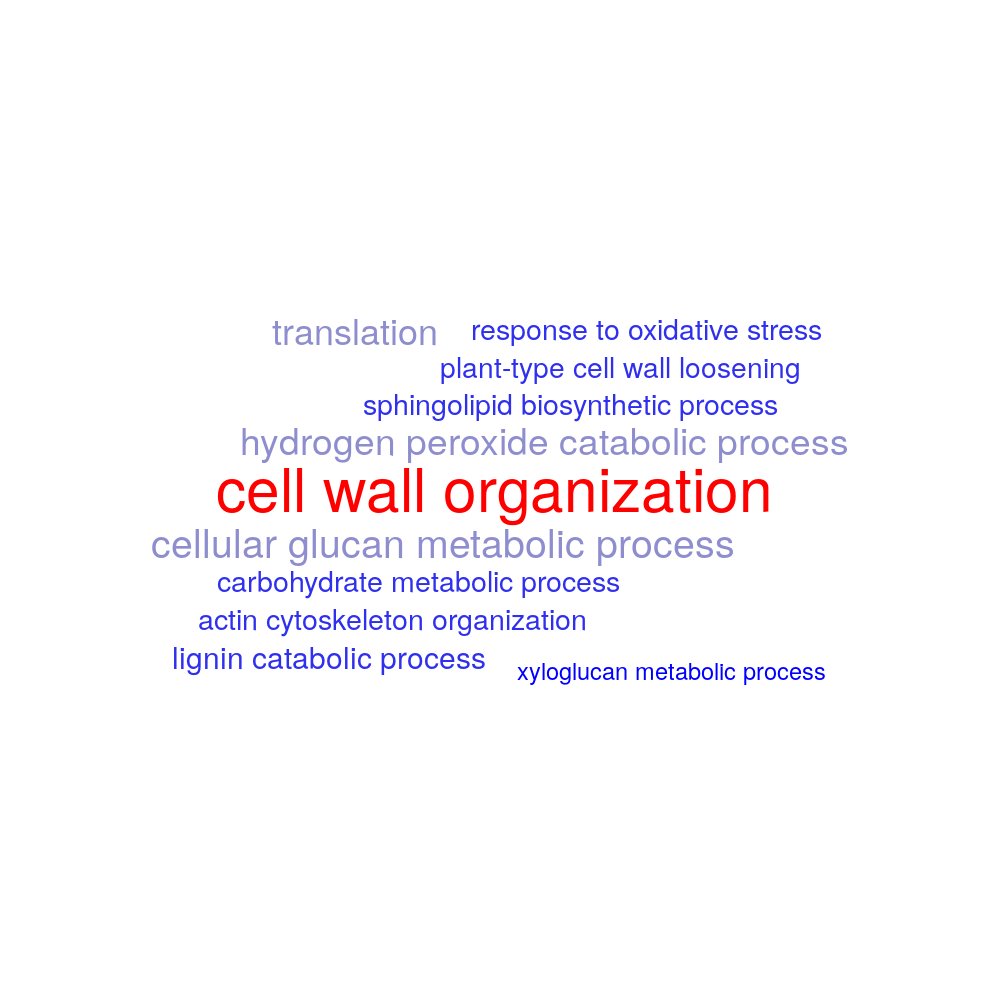 translation response to oxidative stress
plant-type cell wall loosening
sphingolipid biosynthetic process
hydrogen peroxide catabolic process
cell wall organization
cellular glucan metabolic process
carbohydrate metabolic process
actin cytoskeleton organization
lignin catabolic process
xyloglucan metabolic process